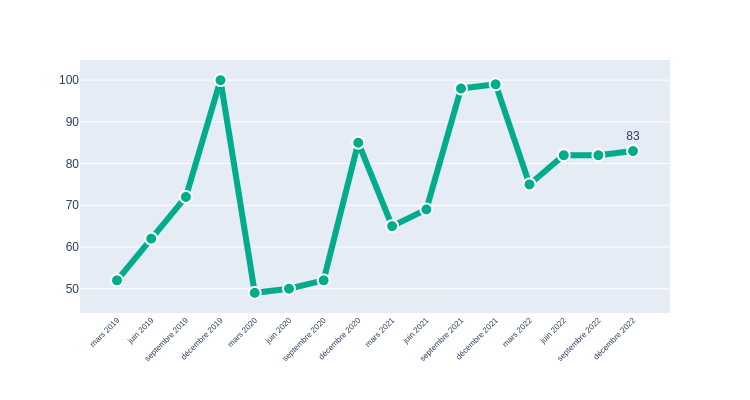 100
90
83
80
70
60
50
mars 2019
juin 2019
septembre 2019
décembre 2019
mars 2020
juin 2020
septembre 2020
décembre 2020
mars 2021
juin 2021
septembre 2021
décembre 2021
mars 2022
juin 2022
septembre 2022
décembre 2022